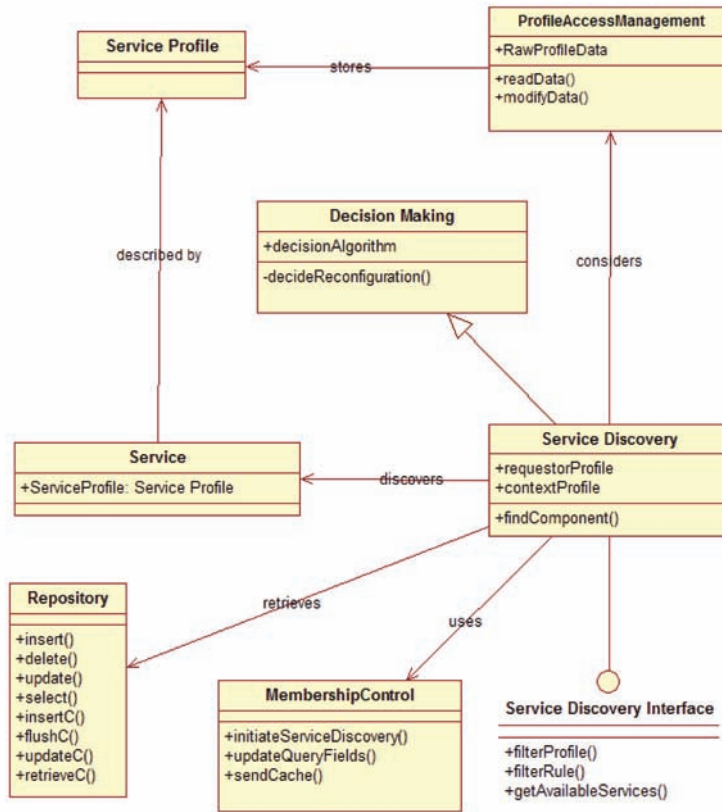 ProfileAccessManagement
+RawProfileData
+readData()
+modifyData()
Service Profile
stores
Decision Making
+decisionAlgorithm
-decideReconfiguration()
described by
considers
Service Discovery
+requestorProfile
+contextProfile
+findComponent()
Service
+ServiceProfile: Service Profile
discovers
Repository
+insert()
+delete()
+update()
+select()
+insertC()
+flushC()
+updateC()
+retrieveC()
retrieves
uses
MembershipControl
+initiateServiceDiscovery()
+updateQueryFields()
+sendCache()
Service Discovery Interface
+filterProfile()
+filterRule()
+getAvailableServices()